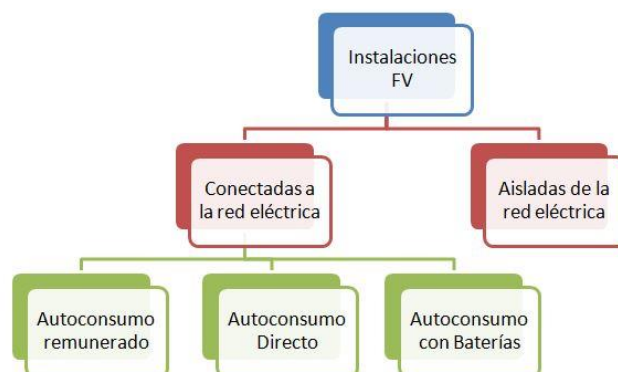 Instalaciones
FV
Conectadas a
la red eléctrica
Aisladas de la
red eléctrica
Autoconsumo
remunerado
Autoconsumo
Directo
Autoconsumo
con Baterías